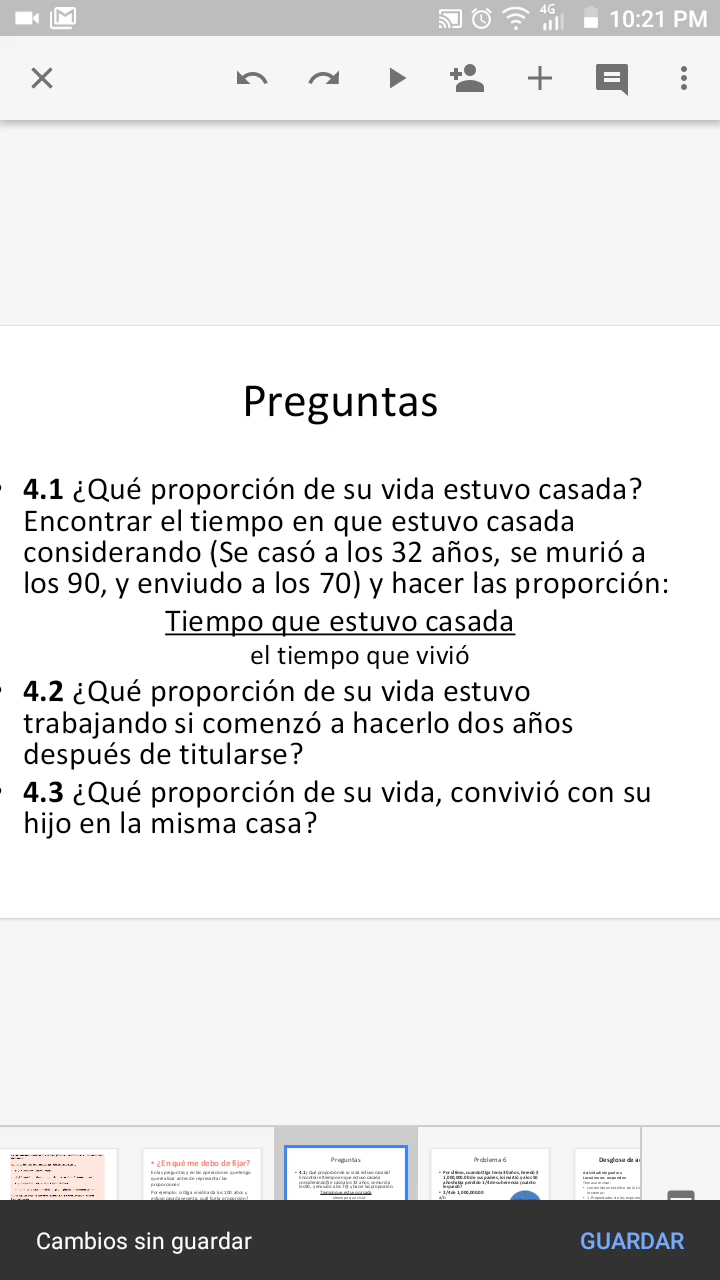 4G 10:21 PM
Preguntas
4.1 ¿Qué proporción de su vida estuvo casada?
Encontrar el tiempo en que estuvo casada
considerando (Se casó a los 32 años, se murió a
los 90, y enviudo a los 70) y hacer las proporción:
Tiempo que estuvo casada
el tiempo que vivió
4.2 ¿Qué proporción de su vida estuvo
trabajando si comenzó a hacerlo dos años
después de titularse?
4.3 ¿Qué proporción de su vida, convivió con su
hijo en la misma casa?
• ¿En qué me debo de fijar?
Preguntas
Problema 6
Cambios sin guardar
GUARDAR